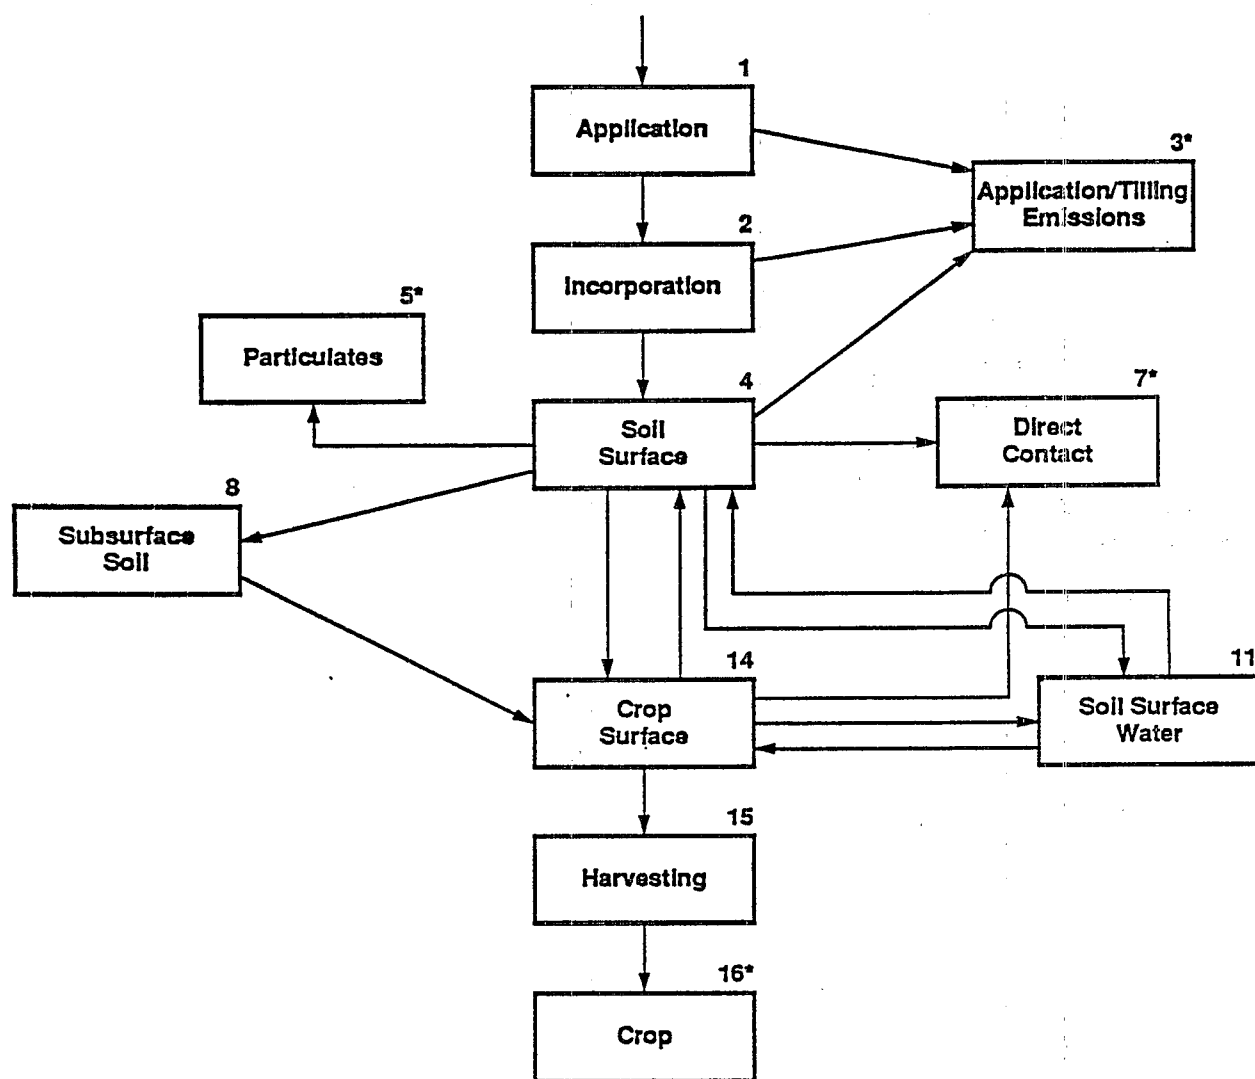 1
Application
3*
Application/Tilling
Emissions
2
Incorporation
5*
Particulates
4
Soil
Surface
7*
Direct
Contact
8
Subsurface
Soil
14
Crop
Surface
11
Soil Surface
Water
15
Harvesting
16*
Crop